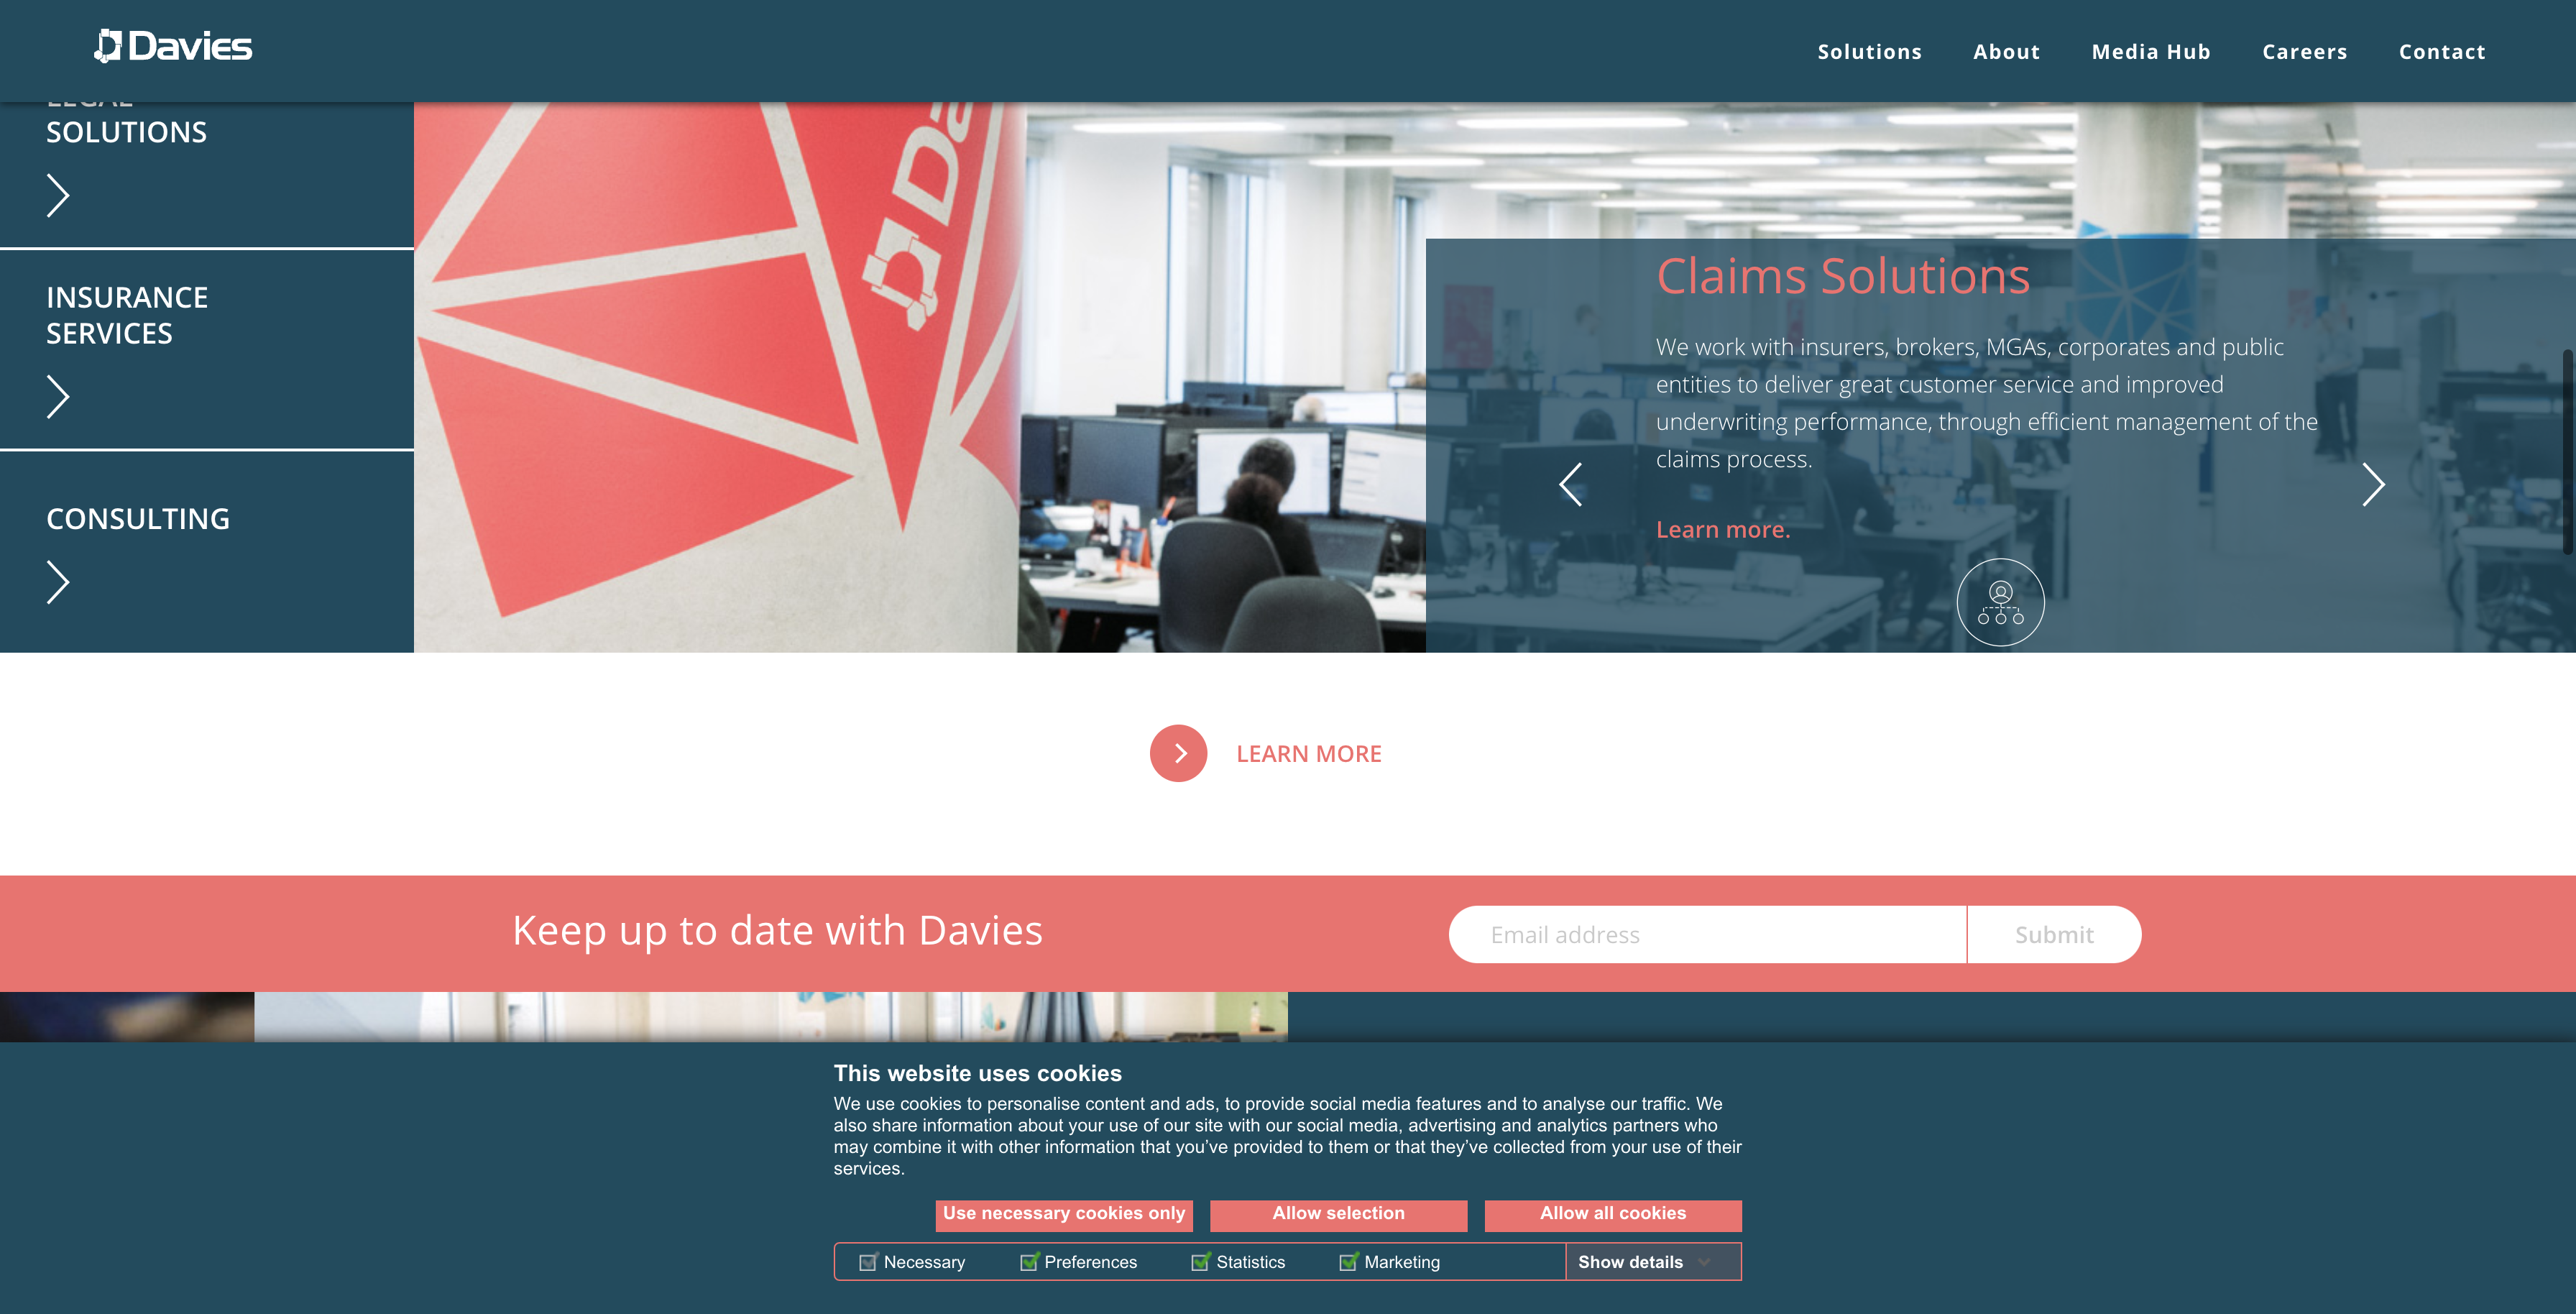 Davies
Solutions
About
Media Hub
Careers
Contact
LEGAL
SOLUTIONS
INSURANCE
SERVICES
CONSULTING
Claims Solutions
We work with insurers, brokers, MGAs, corporates and public
entities to deliver great customer service and improved
underwriting performance, through efficient management of the
claims process.
Learn more.
LEARN MORE
Keep up to date with Davies
Email address
Submit
This website uses cookies
We use cookies to personalise content and ads, to provide social media features and to analyse our traffic. We
also share information about your use of our site with our social media, advertising and analytics partners who
may combine it with other information that you’ve provided to them or that they’ve collected from your use of their
services.
Use necessary cookies only
Allow selection
Allow all cookies
Necessary
Preferences
Statistics
Marketing
Show details